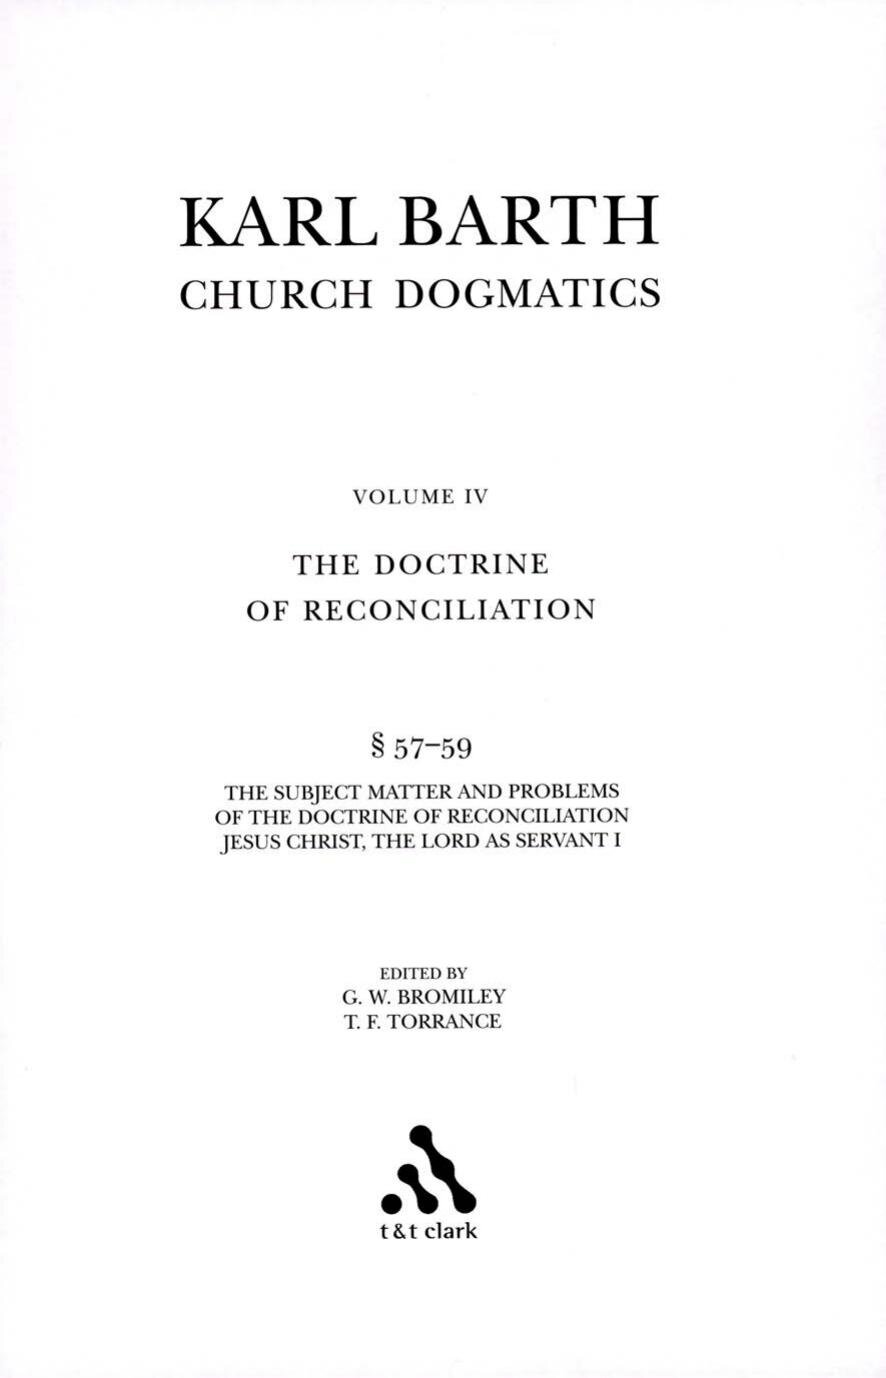 KARL BARTH
CHURCH DOGMATICS
VOLUME IV
THE DOCTRINE
OF RECONCILIATION
§ 57–59
THE SUBJECT MATTER AND PROBLEMS
OF THE DOCTRINE OF RECONCILIATION
JESUS CHRIST, THE LORD AS SERVANT I
EDITED BY
G. W. BROMILEY
T. F. TORRANCE
t&t clark